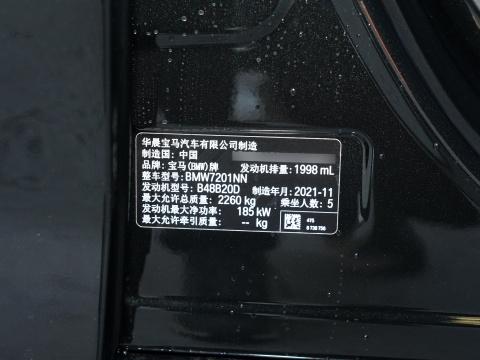 华晨宝马汽车有限公司制造
制造国: 中国
品牌: 宝马(BMW)牌 发动机排量: 1998 mL
整车型号: BMW7201NN
发动机型号: B48B20D 制造年月: 2021-11
最大允许总质量: 2260 kg 乘坐人数: 5
发动机最大净功率: 185 kW
最大允许牵引质量: -- kg